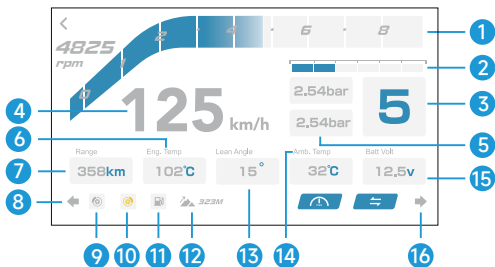 0 1 2 - 4 - 6 - 8
1
4825
rpm
2
2.54bar
5
3
4
125 km/h
2.54bar
5
6
Range Eng. Temp Lean Angle 14 Amb. Temp Batt Volt
7
358km 102°C 15° 32°C 12.5v
15
8
323M
9 10 11 12 13 14 16